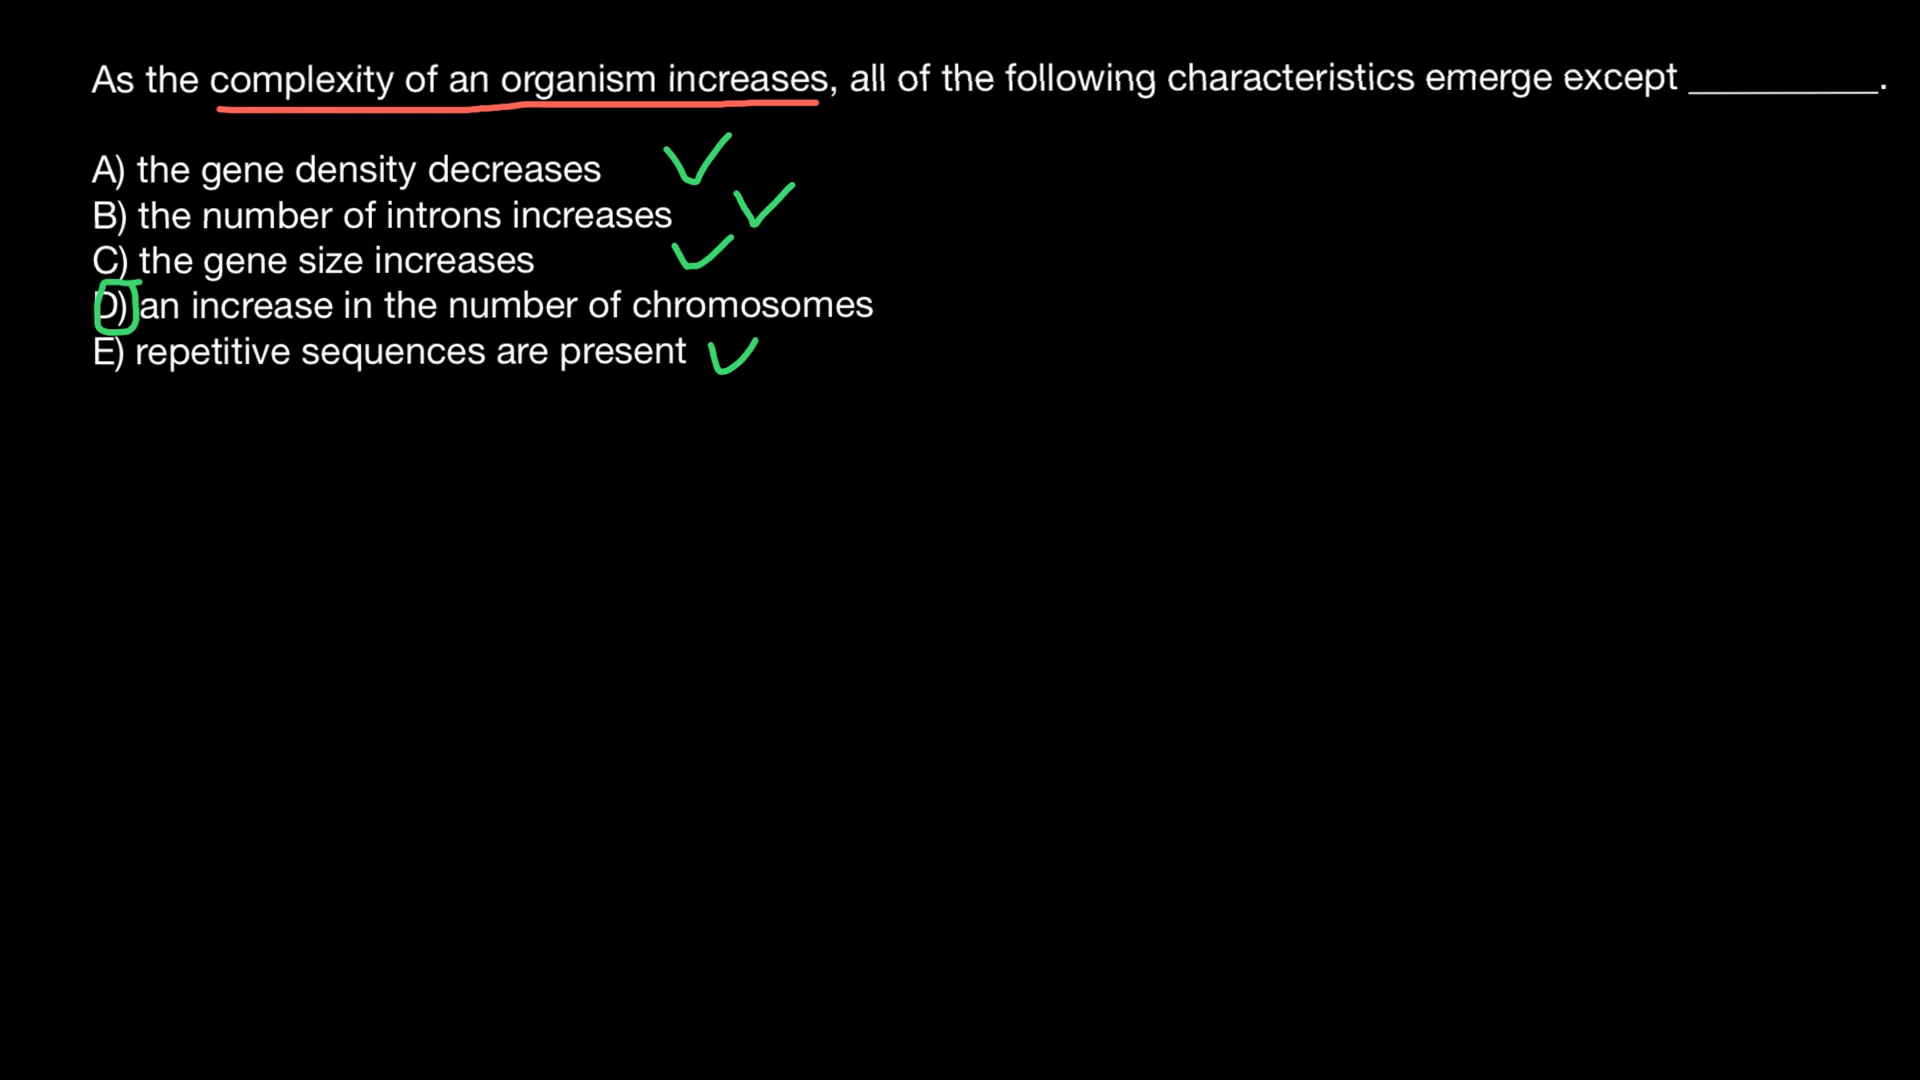 As the complexity of an organism increases, all of the following characteristics emerge except __________.
A) the gene density decreases
B) the number of introns increases
C) the gene size increases
D) an increase in the number of chromosomes
E) repetitive sequences are present